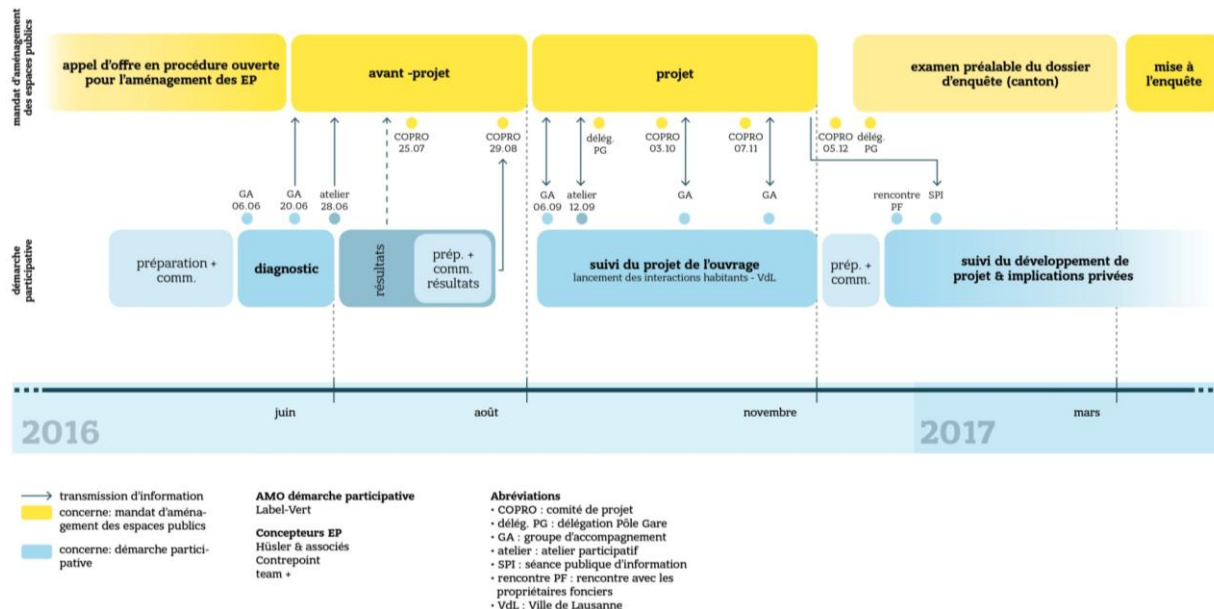 mandat d'aménagement
des espaces publics
appel d'offre en procédure ouverte
pour l'aménagement des EP
avant -projet
projet
examen préalable du dossier
d'enquête (canton)
mise à
l'enquête
COPRO
25.07
COPRO
29.08
délég.
PG
COPRO
03.10
COPRO
07.11
COPRO
05.12
délég.
PG
GA
06.06
GA
20.06
atelier
28.06
GA
06.09
atelier
12.09
GA
GA
rencontre
PF
SPI
démarche
participative
préparation +
comm.
diagnostic
résultats
prép. +
comm.
résultats
suivi du projet de l'ouvrage
lancement des interactions habitants - VdL
prép. +
comm.
suivi du développement de
projet & implications privées
juin
août
novembre
mars
2016
2017
transmission d'information
concerne: mandat d'aména-
gement des espaces publics
concerne: démarche partici-
pative
AMO démarche participative
Label-Vert
Concepteurs EP
Hüsler & associés
Contrepoint
team +
Abréviations
• COPRO : comité de projet
• délég. PG : délégation Pôle Gare
• GA : groupe d'accompagnement
• atelier : atelier participatif
• SPI : séance publique d'information
• rencontre PF : rencontre avec les
propriétaires fonciers
• VdL : Ville de Lausanne